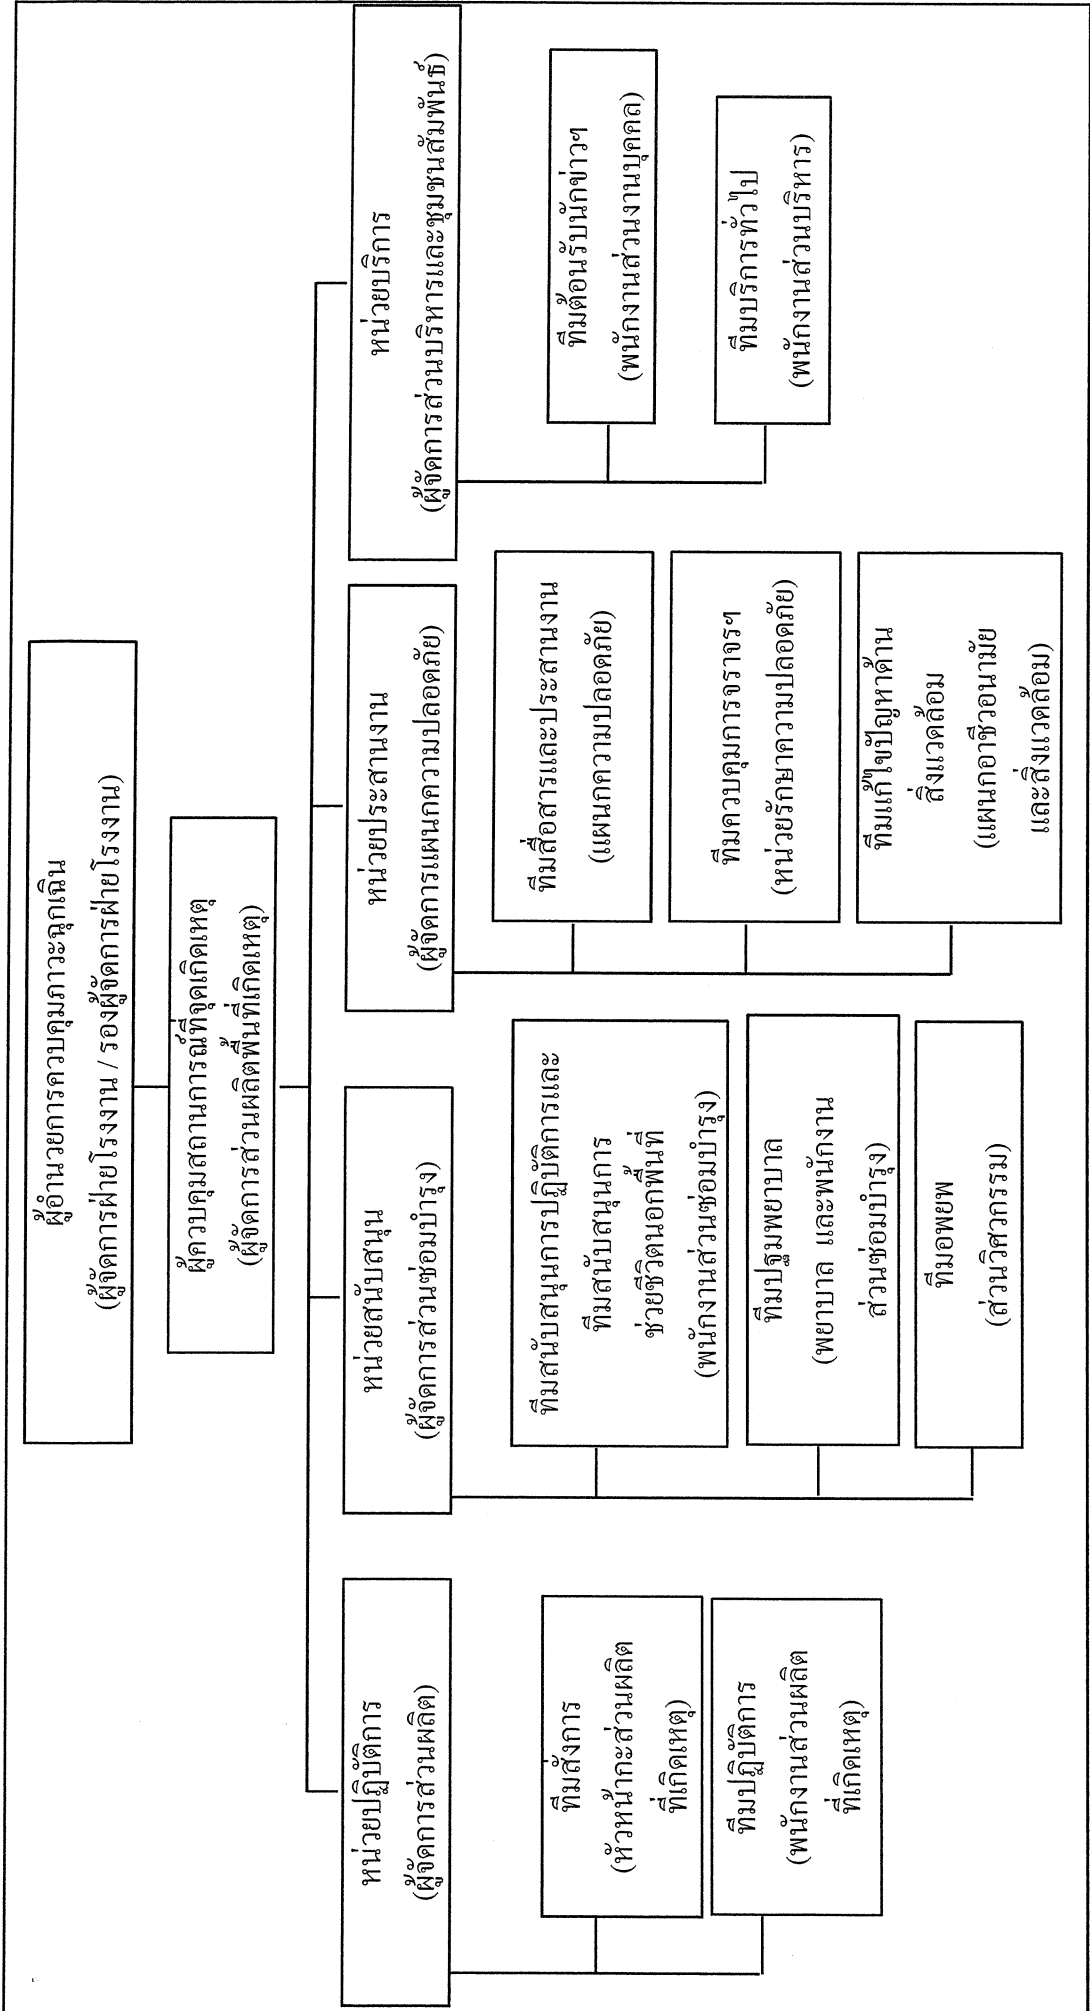 ผู้อำนวยการควบคุมภาวะฉุกเฉิน
(ผู้จัดการฝ่ายโรงงาน / รองผู้จัดการฝ่ายโรงงาน)
ผู้ควบคุมสถานการณ์ที่จุดเกิดเหตุ
(ผู้จัดการส่วนผลิตพื้นที่เกิดเหตุ)
หน่วยปฏิบัติการ
(ผู้จัดการส่วนผลิต)
ทีมสั่งการ
(หัวหน้ากะส่วนผลิต
ที่เกิดเหตุ)
ทีมปฏิบัติการ
(พนักงานส่วนผลิต
ที่เกิดเหตุ)
หน่วยสนับสนุน
(ผู้จัดการส่วนซ่อมบำรุง)
ทีมสนับสนุนการปฏิบัติการและ
ทีมสนับสนุนการ
ช่วยชีวิตนอกพื้นที่
(พนักงานส่วนซ่อมบำรุง)
ทีมปฐมพยาบาล
(พยาบาล และพนักงาน
ส่วนซ่อมบำรุง)
ทีมอพยพ
(ส่วนวิศวกรรม)
หน่วยประสานงาน
(ผู้จัดการแผนกความปลอดภัย)
ทีมสื่อสารและประสานงาน
(แผนกความปลอดภัย)
ทีมควบคุมการจราจรฯ
(หน่วยรักษาความปลอดภัย)
ทีมแก้ไขปัญหาด้าน
สิ่งแวดล้อม
(แผนกอาชีวอนามัย
และสิ่งแวดล้อม)
หน่วยบริการ
(ผู้จัดการส่วนบริหารและชุมชนสัมพันธ์)
ทีมต้อนรับนักข่าวฯ
(พนักงานส่วนงานบุคคล)
ทีมบริการทั่วไป
(พนักงานส่วนบริหาร)